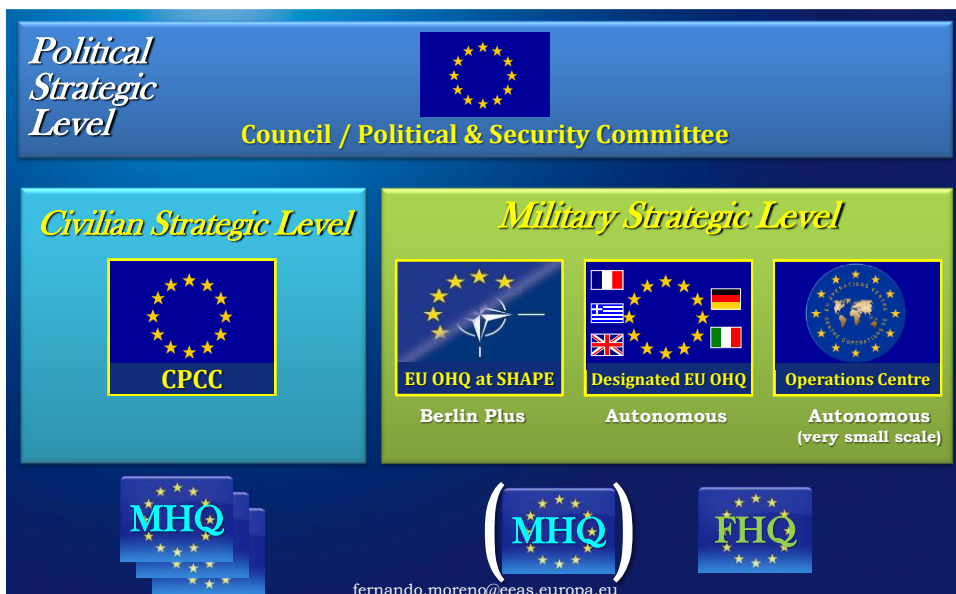 Political
Strategic
Level
Council / Political & Security Committee
Civilian Strategic Level
CPCC
Military Strategic Level
EU OHQ at SHAPE
Designated EU OHQ
OPERATIONS CENTRE
Operations Centre
Berlin Plus
Autonomous
Autonomous
(very small scale)
MHQ
(MHQ)
FHQ
fernando.moreno@eeas.europa.eu